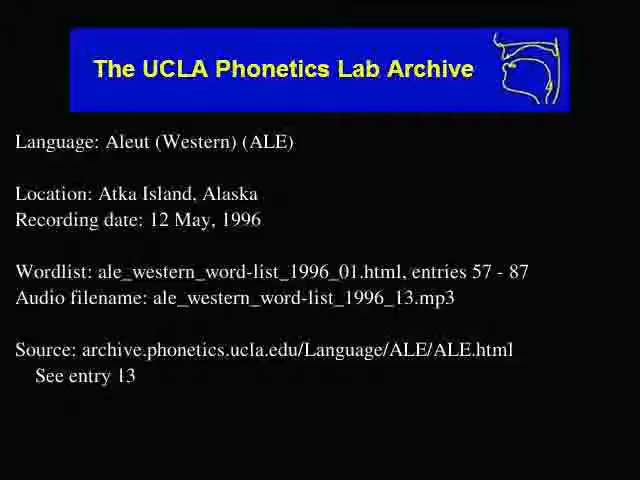 The UCLA Phonetics Lab Archive
Language: Aleut (Western) (ALE)
Location: Atka Island, Alaska
Recording date: 12 May, 1996
Wordlist: ale_western_word-list_1996_01.html, entries 57 - 87
Audio filename: ale_western_word-list_1996_13.mp3
Source: archive.phonetics.ucla.edu/Language/ALE/ALE.html
See entry 13